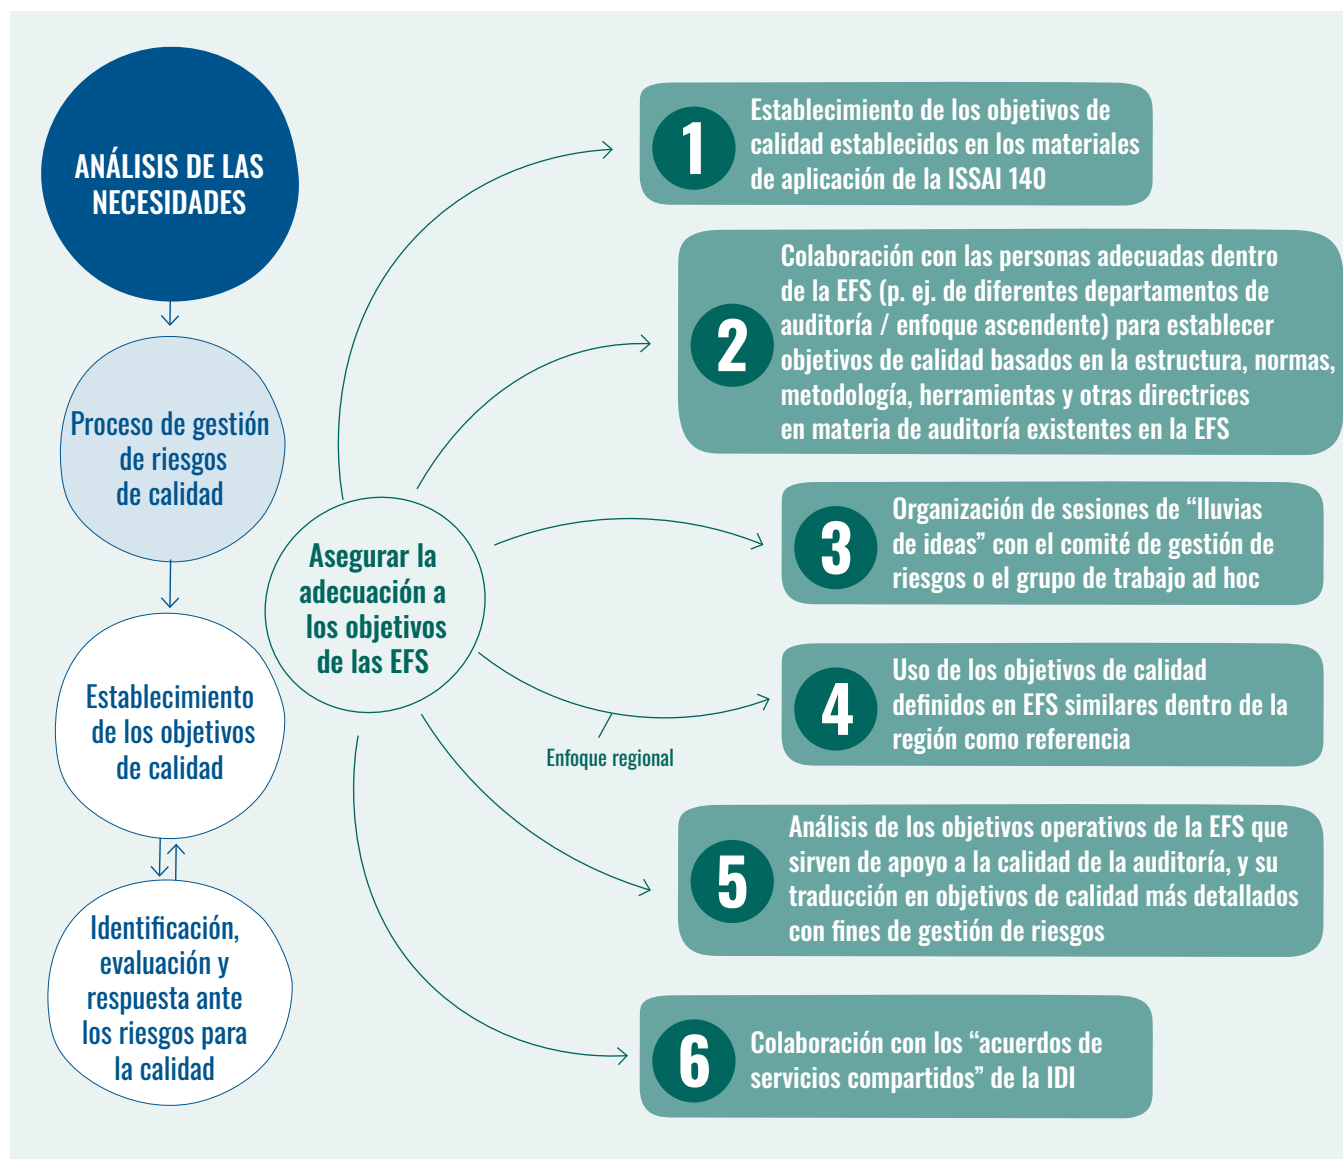 ANÁLISIS DE LAS
NECESIDADES
Proceso de gestión
de riesgos
de calidad
Establecimiento
de los objetivos
de calidad
Identificación,
evaluación y
respuesta ante
los riesgos para
la calidad
Asegurar la
adecuación a
los objetivos
de las EFS
Enfoque regional
1
Establecimiento de los objetivos de
calidad establecidos en los materiales
de aplicación de la ISSAI 140
2
Colaboración con las personas adecuadas dentro
de la EFS (p. ej. de diferentes departamentos de
auditoría / enfoque ascendente) para establecer
objetivos de calidad basados en la estructura, normas,
metodología, herramientas y otras directrices
en materia de auditoría existentes en la EFS
3
Organización de sesiones de “lluvias
de ideas” con el comité de gestión de
riesgos o el grupo de trabajo ad hoc
4
Uso de los objetivos de calidad
definidos en EFS similares dentro de la
región como referencia
5
Análisis de los objetivos operativos de la EFS que
sirven de apoyo a la calidad de la auditoría, y su
traducción en objetivos de calidad más detallados
con fines de gestión de riesgos
6
Colaboración con los “acuerdos de
servicios compartidos” de la IDI